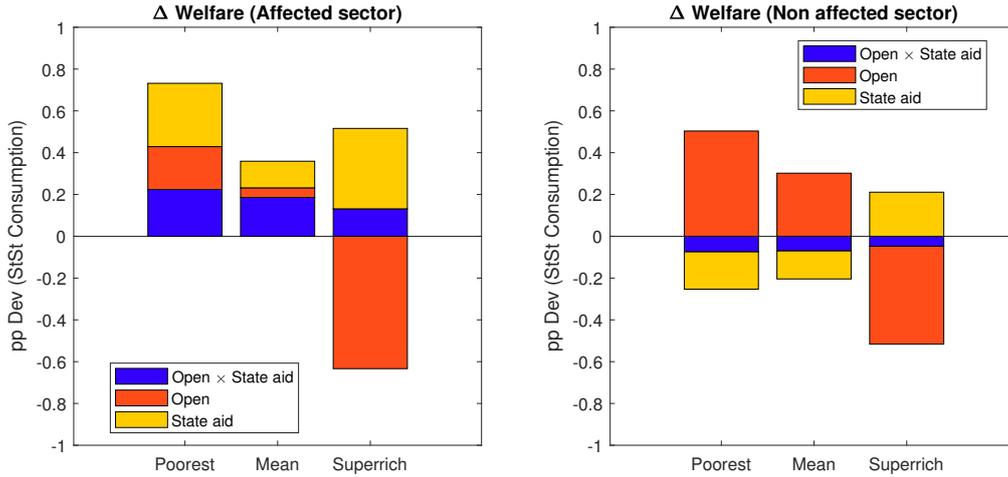 Δ Welfare (Affected sector)
pp Dev (StSt Consumption)
1
0.8
0.6
0.4
0.2
0
-0.2
-0.4
-0.6
-0.8
-1
Open × State aid
Open
State aid
Poorest Mean Superrich
Δ Welfare (Non affected sector)
pp Dev (StSt Consumption)
1
0.8
0.6
0.4
0.2
0
-0.2
-0.4
-0.6
-0.8
-1
Open × State aid
Open
State aid
Poorest Mean Superrich